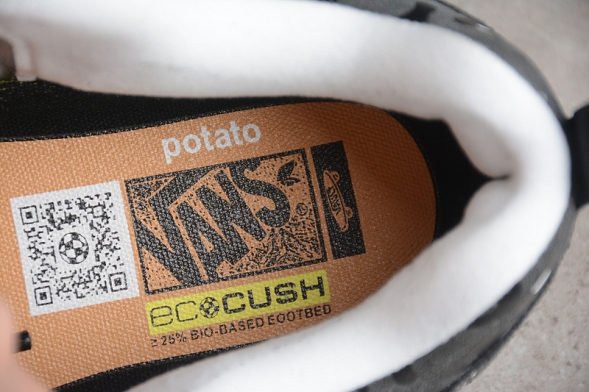 potato
VANS
ECOCUSH
≥ 25% BIO-BASED FOOTBED